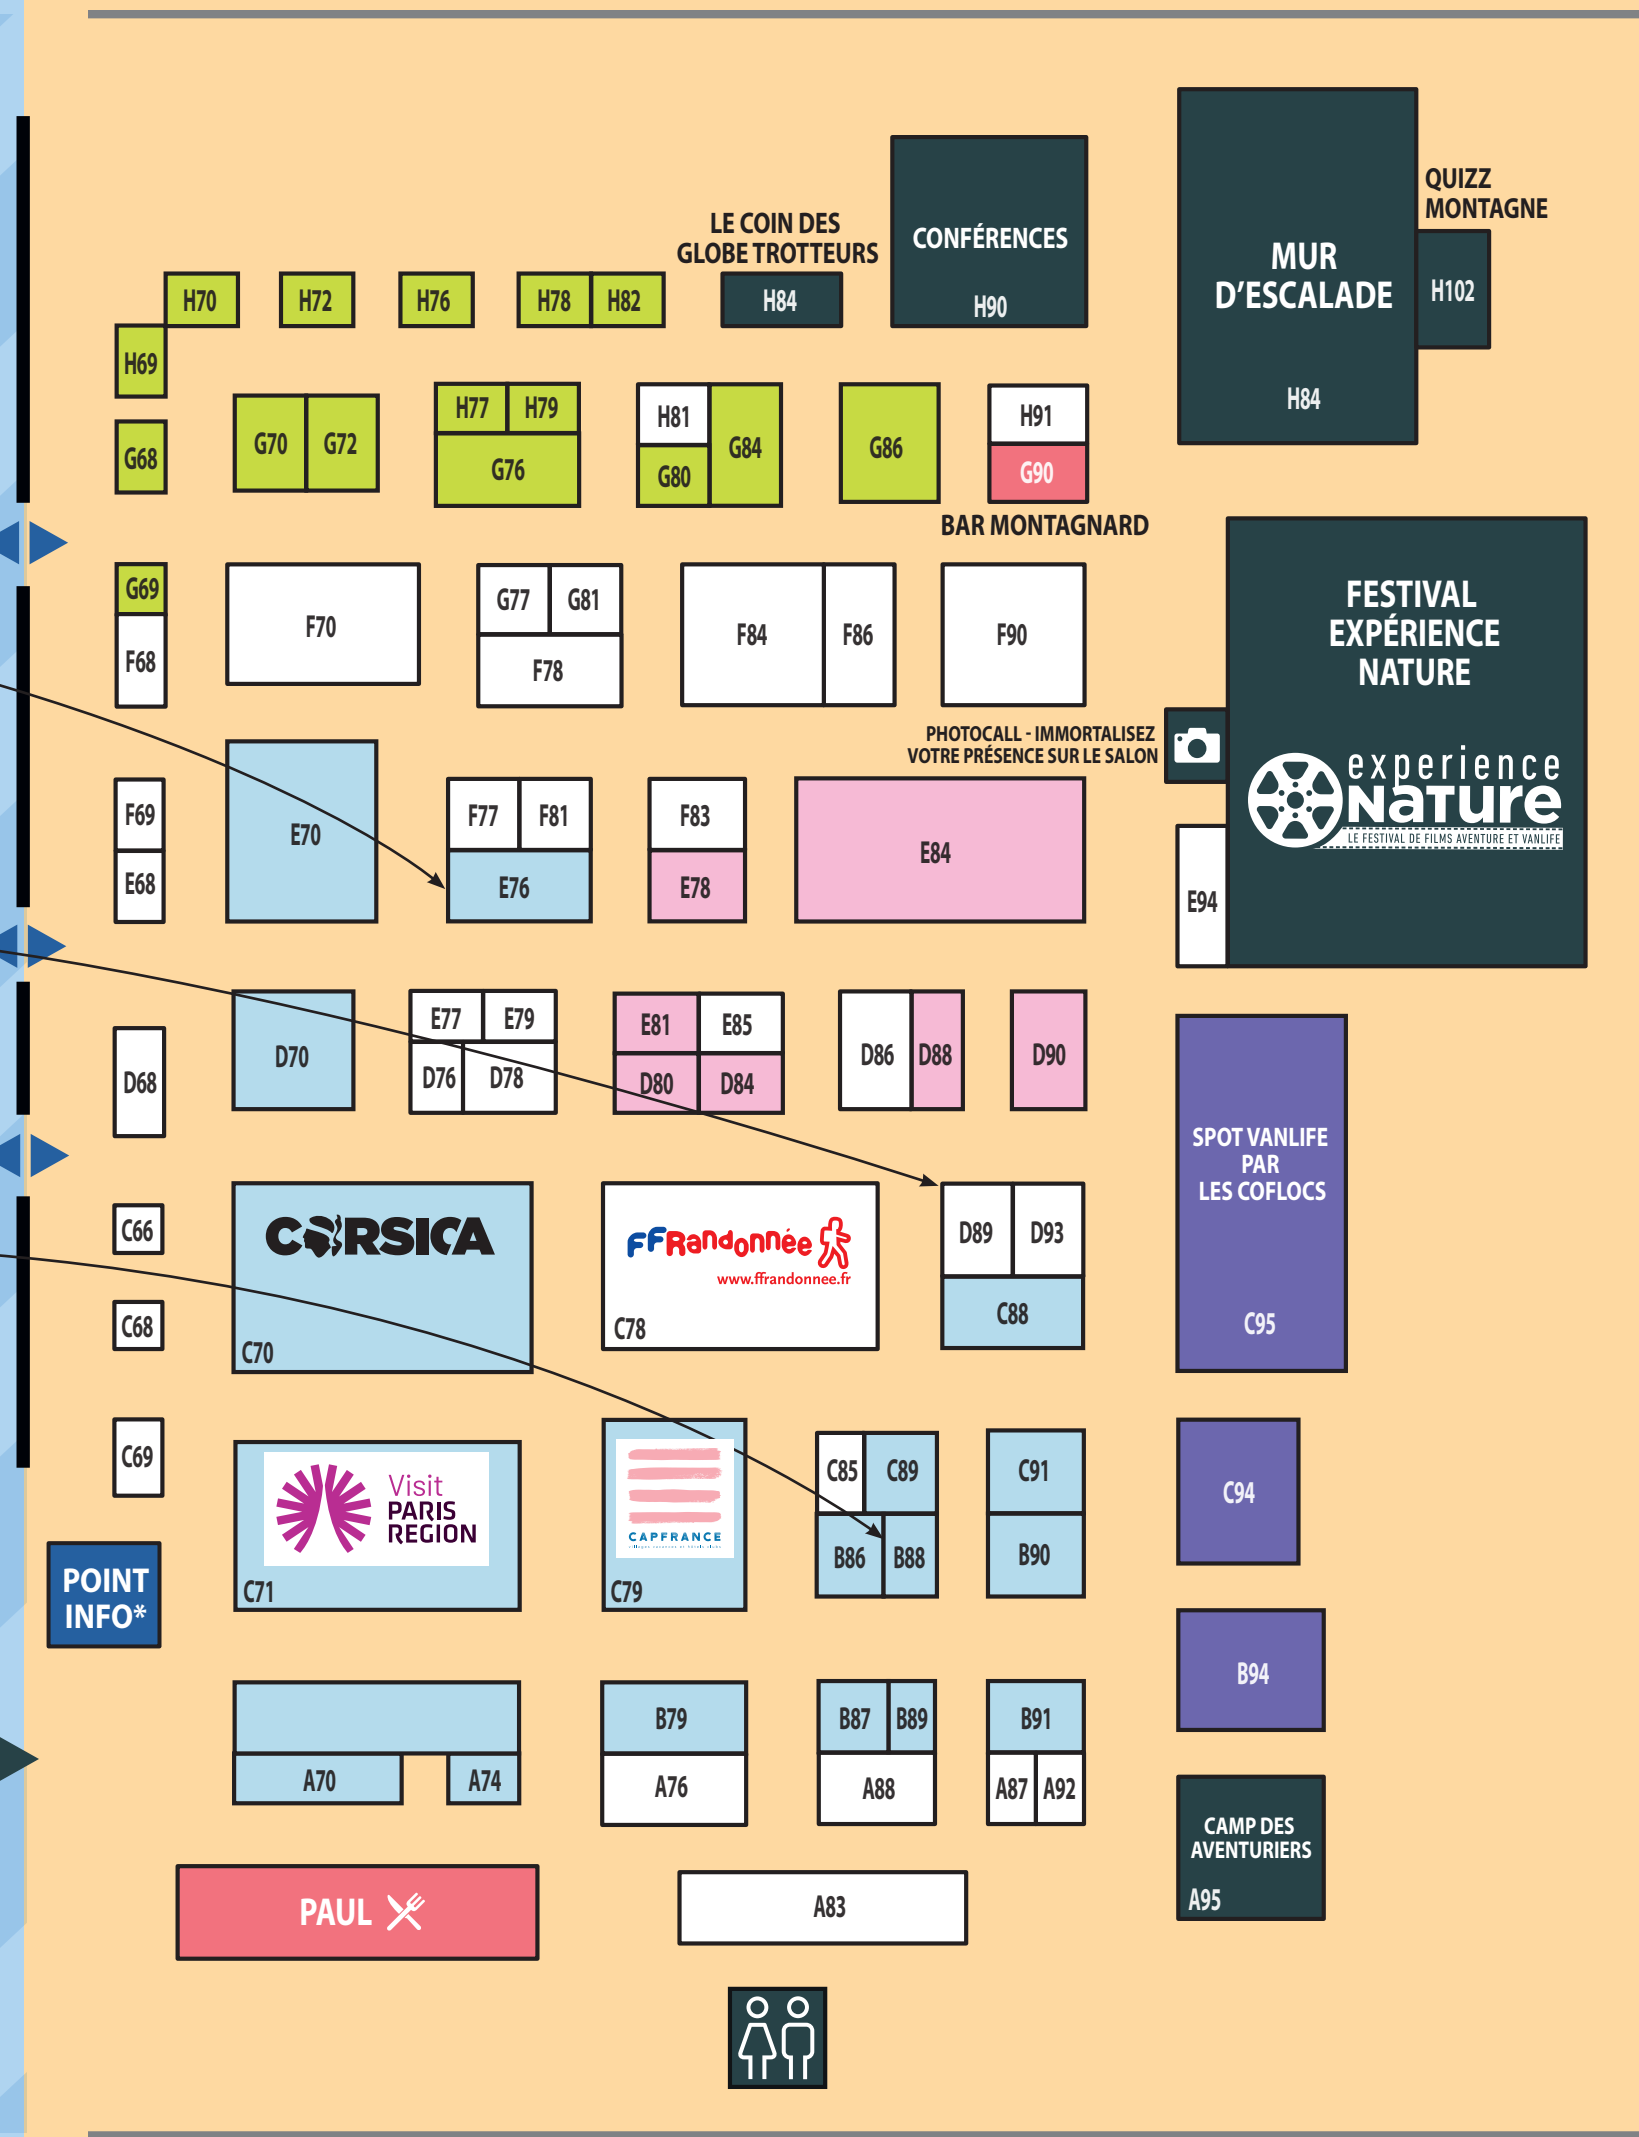 QUIZZ
MONTAGNE
LE COIN DES
GLOBE TROTTEURS
CONFÉRENCES
H90
MUR
D'ESCALADE
H84
H102
H70
H72
H76
H78
H82
H84
H69
G68
G70
G72
H77
H79
G76
H81
G80
G84
G86
H91
G90
BAR MONTAGNARD
G69
F68
F70
G77
G81
F78
F84
F86
F90
FESTIVAL
EXPÉRIENCE
NATURE
experience
NaTure
LE FESTIVAL DE FILMS AVENTURE ET VANLIFE
PHOTOCALL - IMMORTALISEZ
VOTRE PRÉSENCE SUR LE SALON
F69
E68
E70
F77
F81
E76
F83
E78
E84
E94
D68
D70
E77
E79
D76
D78
E81
E85
D80
D84
D86
D88
D90
SPOT VANLIFE
PAR
LES COFLOCS
C95
C66
C68
CORSICA
C70
FFRandonnée
www.ffrandonnee.fr
C78
D89
D93
C88
C69
Visit
PARIS
REGION
C71
CAPFRANCE
C79
C85
C89
B86
B88
C91
B90
C94
POINT
INFO*
B94
A70
A74
B79
A76
B87
B89
A88
B91
A87
A92
CAMP DES
AVENTURIERS
A95
PAUL
A83